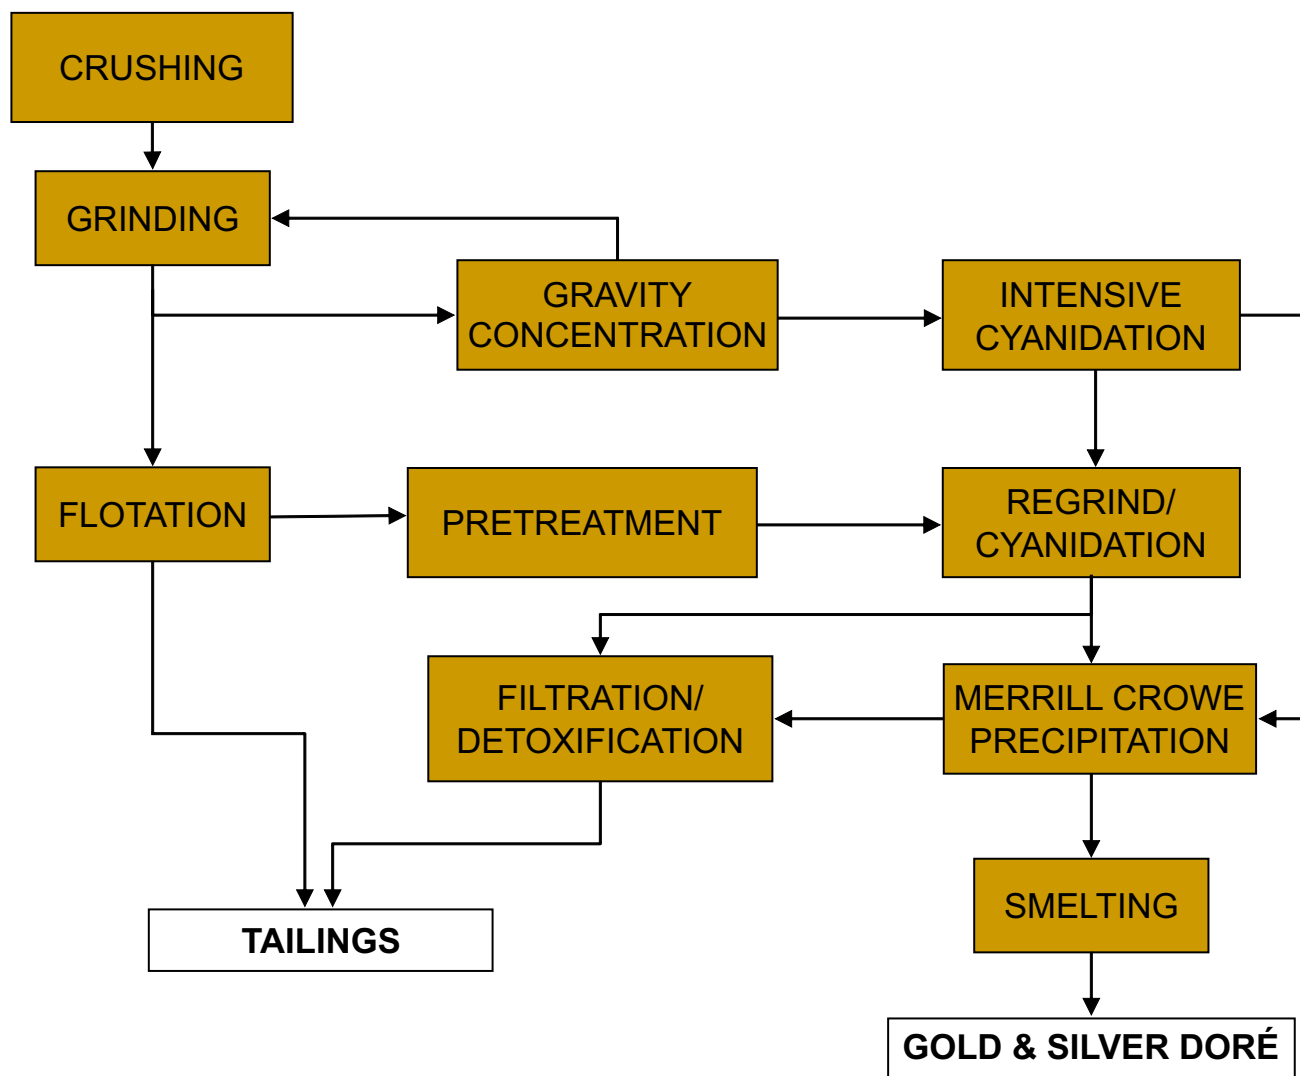 CRUSHING
GRINDING
GRAVITY
CONCENTRATION
INTENSIVE
CYANIDATION
FLOTATION
PRETREATMENT
REGRIND/
CYANIDATION
FILTRATION/
DETOXIFICATION
MERRILL CROWE
PRECIPITATION
SMELTING
TAILINGS
GOLD & SILVER DORÉ